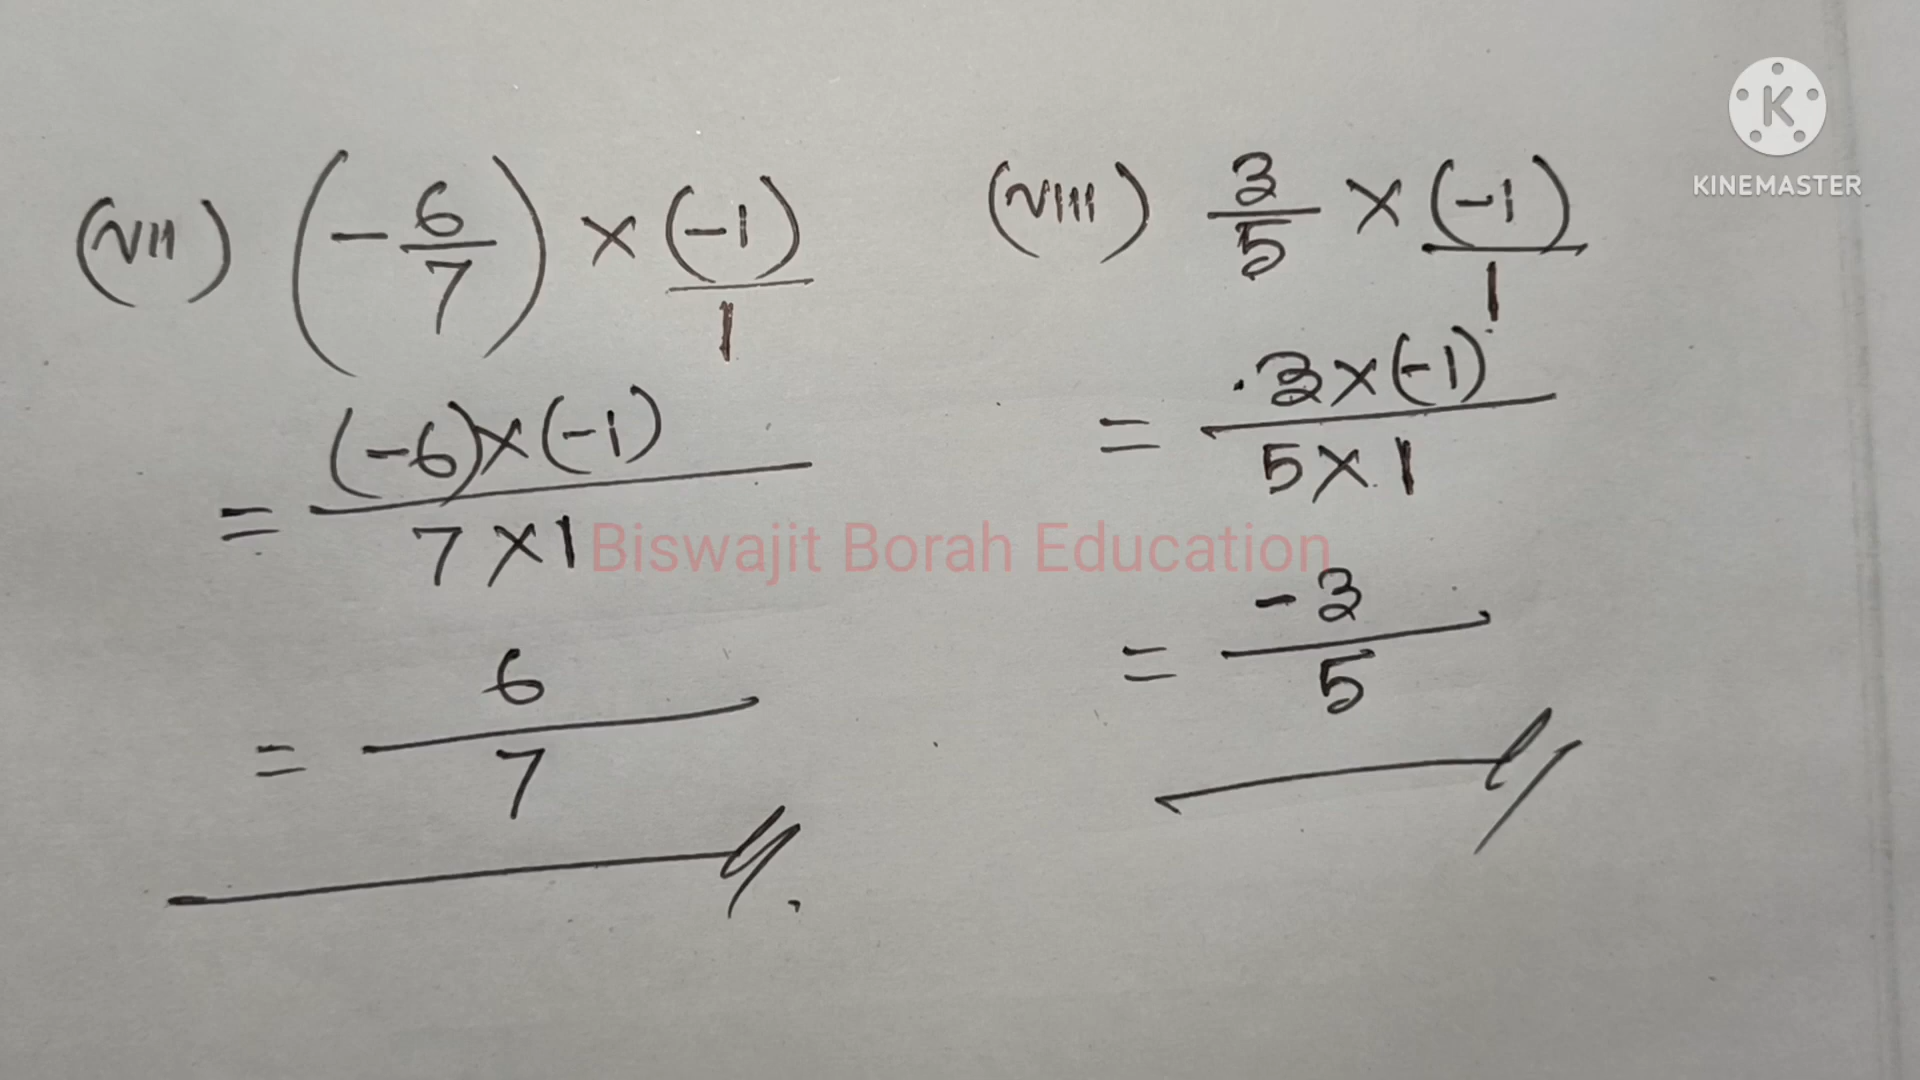 (VII) (-6/7) × (-1)/1
= (-6)×(-1)/7×1
= 6/7
(VIII) 3/5 × (-1)/1
= 3×(-1)/5×1
= -3/5
Biswajit Borah Education
K
KINEMASTER